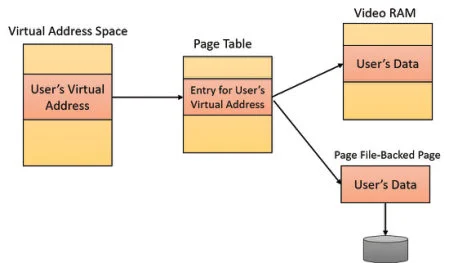 Virtual Address Space
User's Virtual
Address
Page Table
Entry for User's
Virtual Address
Video RAM
User's Data
Page File-Backed Page
User's Data